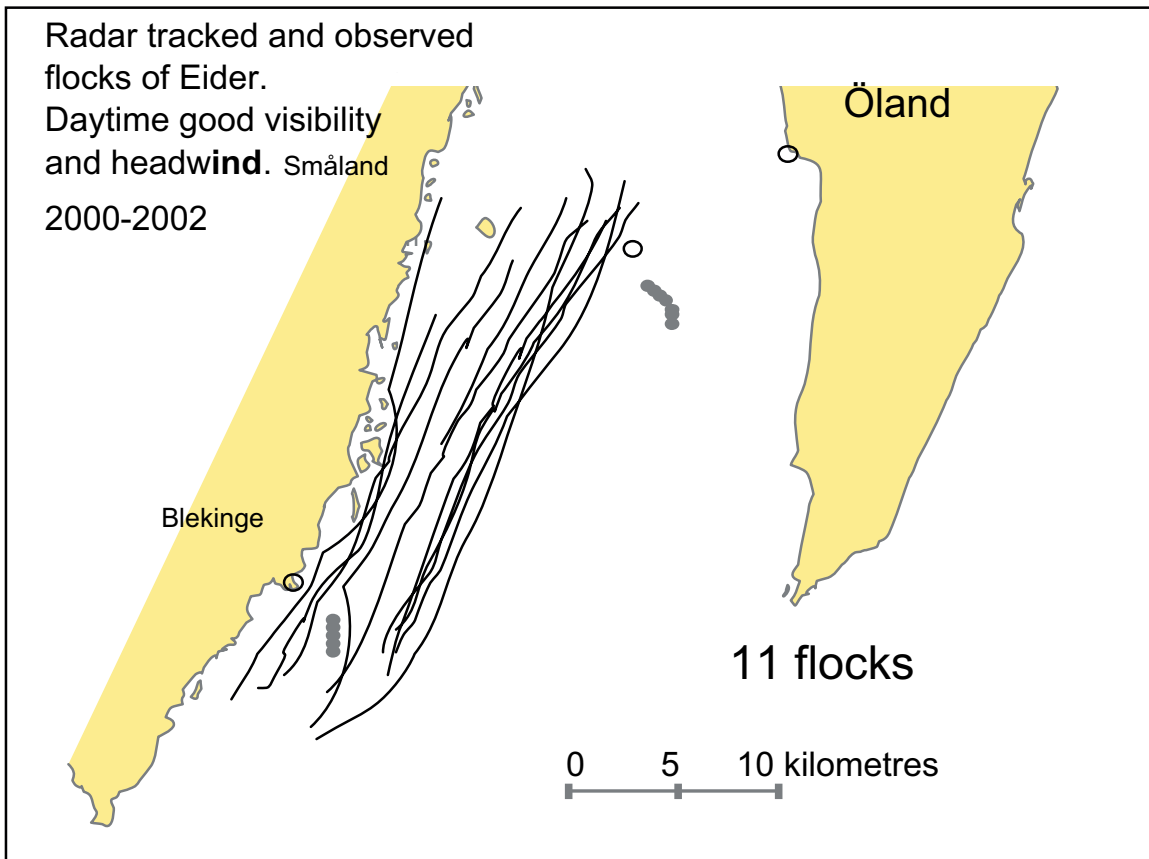 Radar tracked and observed
flocks of Eider.
Daytime good visibility
and headwind. Småland
2000-2002
Öland
Blekinge
11 flocks
0 5 10 kilometres